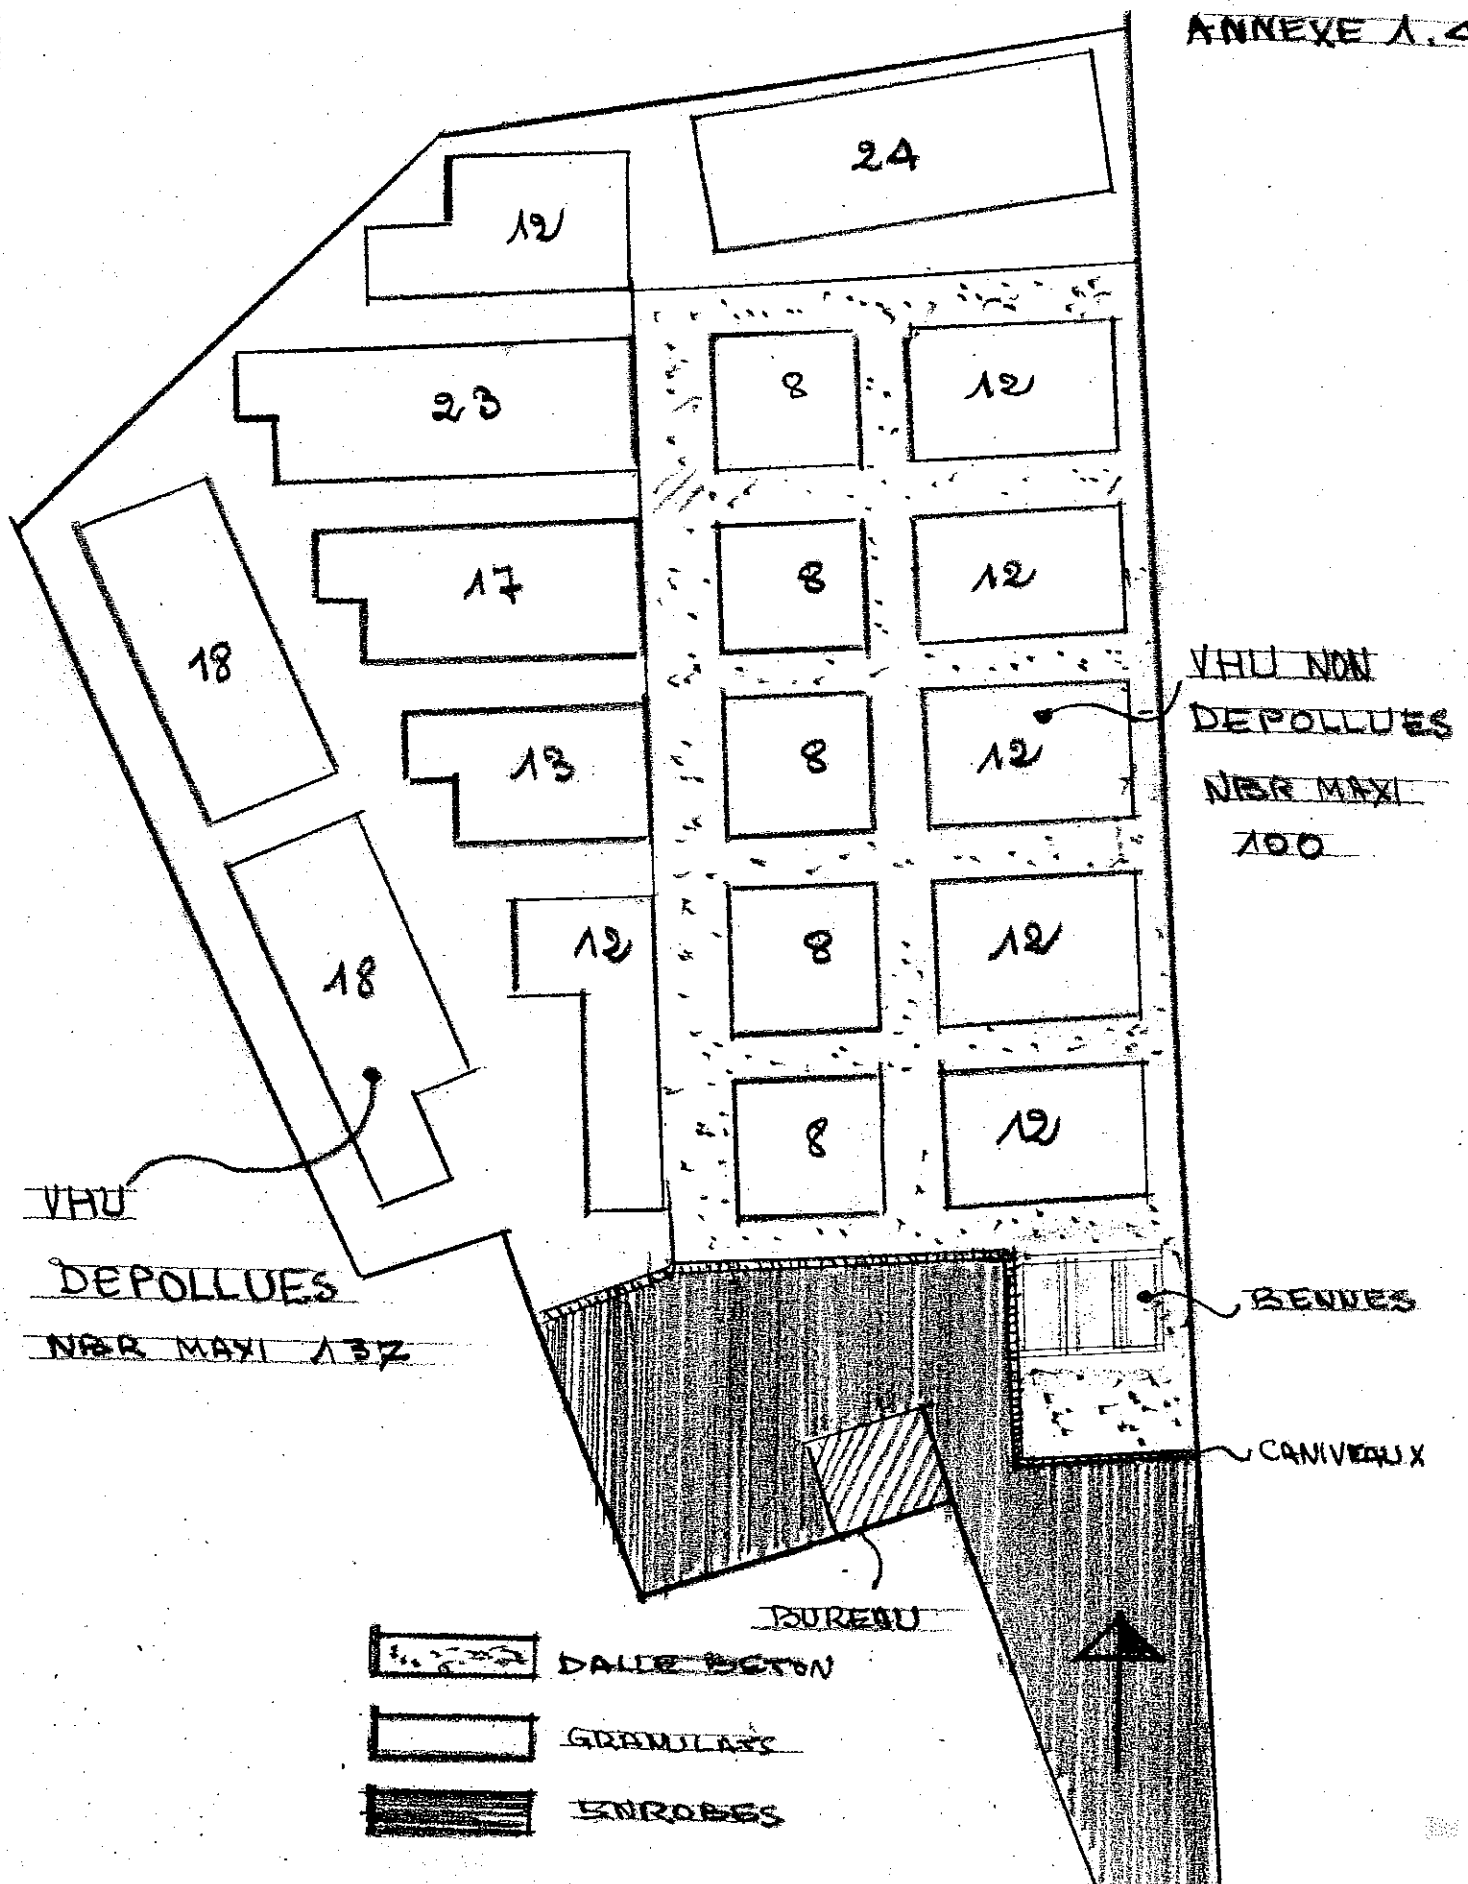 ANNEXE 1.4
24
12
8
12
23
8
12
17
18
VHU NON
DEPOLLUES
NBR MAXI
100
8
12
13
8
12
12
18
8
12
VHU
DEPOLLUES
NBR MAXI 137
BENNES
CANIVEAUX
BUREAU
DALLE BETON
GRANULATS
ENROBES